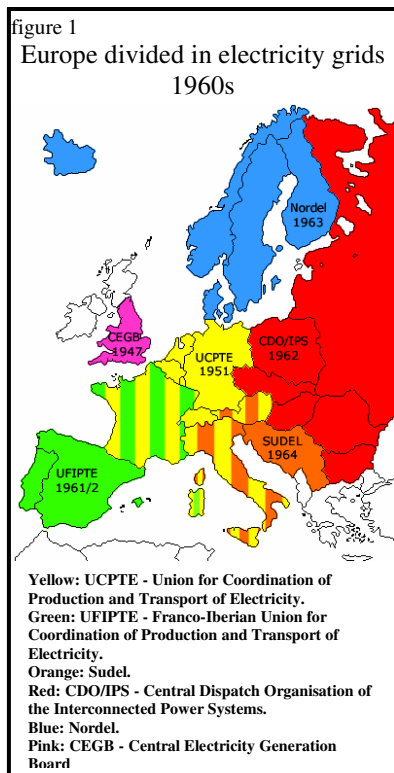 figure 1
Europe divided in electricity grids
1960s
Nordel
1963
CEGB
1947
UCPTE
1951
CDO/IPS
1962
SUDEL
1964
UFIPTE
1961/2
Yellow: UCPTE - Union for Coordination of
Production and Transport of Electricity.
Green: UFIPTE - Franco-Iberian Union for
Coordination of Production and Transport of
Electricity.
Orange: Sudel.
Red: CDO/IPS - Central Dispatch Organisation of
the Interconnected Power Systems.
Blue: Nordel.
Pink: CEGB - Central Electricity Generation
Board